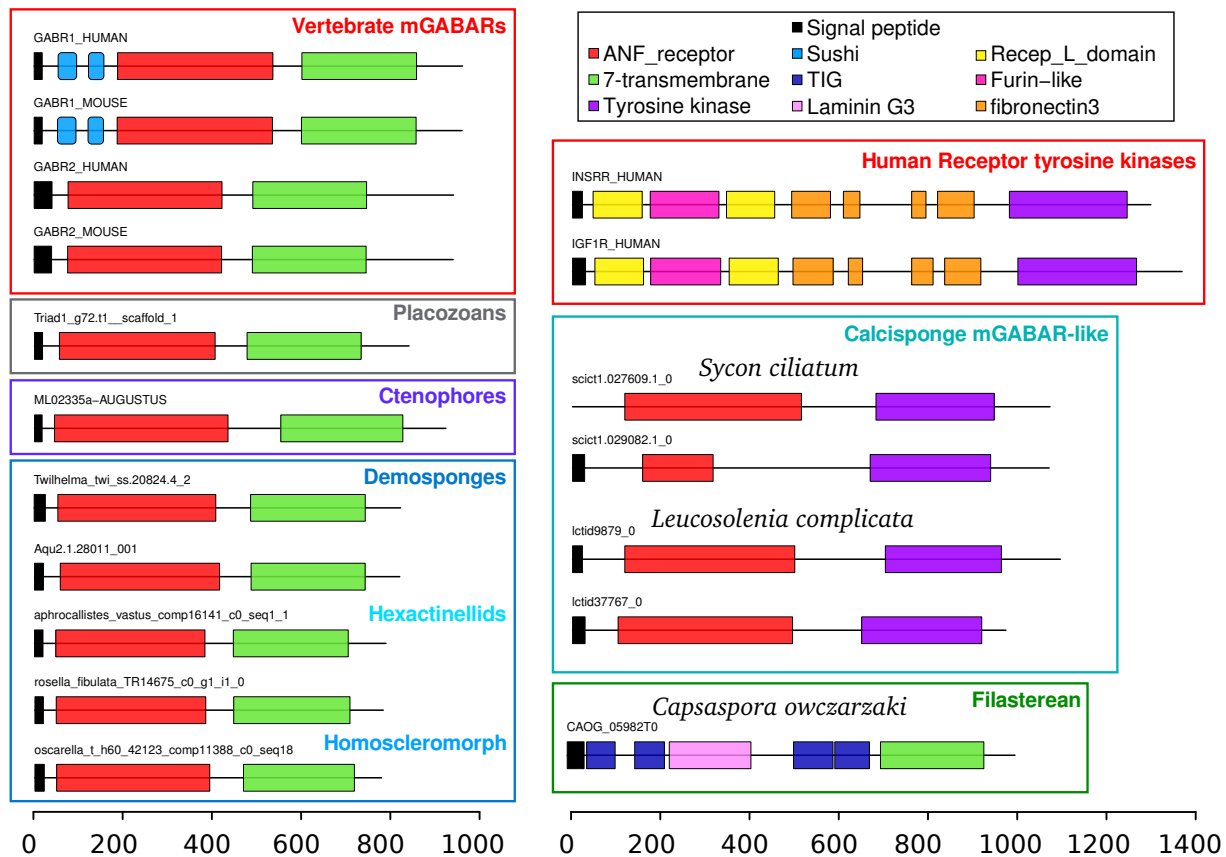 Vertebrate mGABARs
GABR1_HUMAN
GABR1_MOUSE
GABR2_HUMAN
GABR2_MOUSE
Placozoans
Triad1_g72.t1__scaffold_1
Ctenophores
ML02335a−AUGUSTUS
Demosponges
Twilhelma_twi_ss.20824.4_2
Aqu2.1.28011_001
Hexactinellids
aphrocallistes_vastus_comp16141_c0_seq1_1
rosella_fibulata_TR14675_c0_g1_i1_0
Homoscleromorph
oscarella_t_h60_42123_comp11388_c0_seq18
0 200 400 600 800 1000
Signal peptide
ANF_receptor Sushi Recep_L_domain
7-transmembrane TIG Furin−like
Tyrosine kinase Laminin G3 fibronectin3
Human Receptor tyrosine kinases
INSRR_HUMAN
IGF1R_HUMAN
Calcisponge mGABAR-like
Sycon ciliatum
scict1.027609.1_0
scict1.029082.1_0
Leucosolenia complicata
lctid9879_0
lctid37767_0
Filasterean
Capsaspora owczarzaki
CAOG_05982T0
0 200 400 600 800 1000 1200 1400